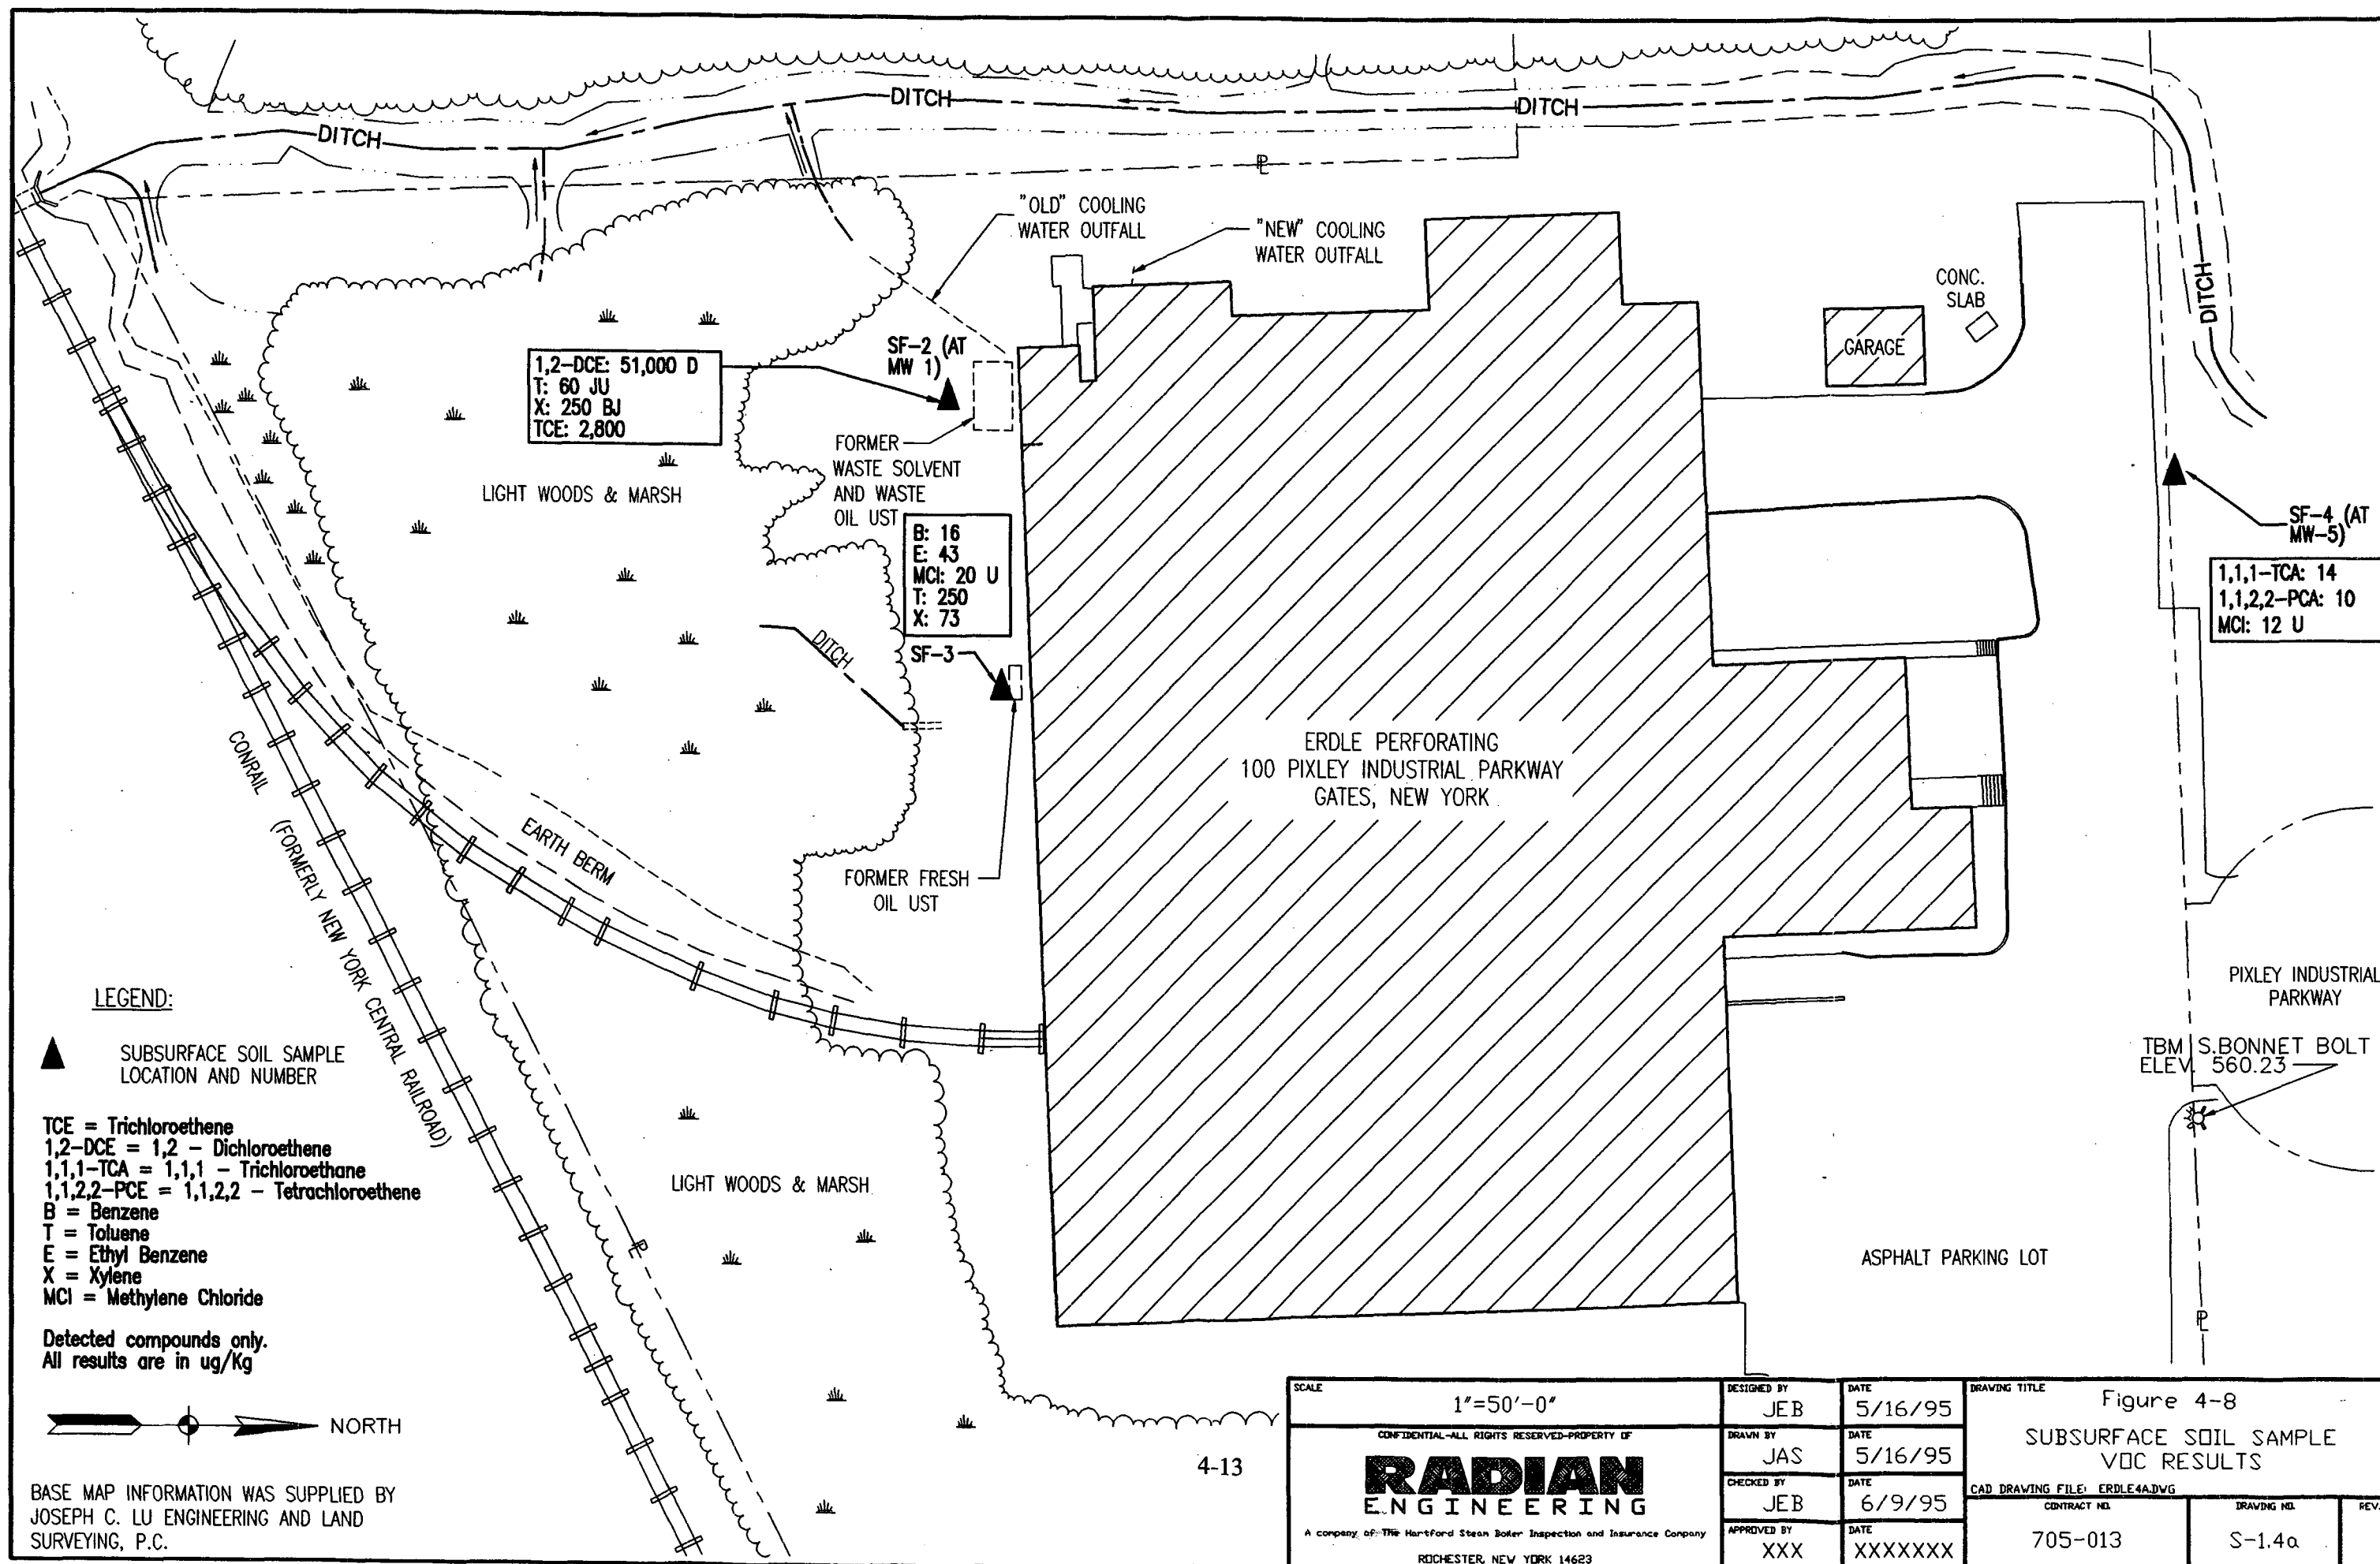 DITCH
DITCH
DITCH
DITCH
"OLD" COOLING
WATER OUTFALL
"NEW" COOLING
WATER OUTFALL
CONC.
SLAB
GARAGE
SF-2 (AT
MW 1)
1,2-DCE: 51,000 D
T: 60 JU
X: 250 BJ
TCE: 2,800
FORMER
WASTE SOLVENT
AND WASTE
OIL UST
LIGHT WOODS & MARSH
B: 16
E: 43
MCl: 20 U
T: 250
X: 73
SF-3
DITCH
SF-4 (AT
MW-5)
1,1,1-TCA: 14
1,1,2,2-PCA: 10
MCl: 12 U
ERDLE PERFORATING
100 PIXLEY INDUSTRIAL PARKWAY
GATES, NEW YORK
CONRAIL (FORMERLY NEW YORK CENTRAL RAILROAD)
EARTH BERM
FORMER FRESH
OIL UST
PIXLEY INDUSTRIAL
PARKWAY
TBM S.BONNET BOLT
ELEV. 560.23
LIGHT WOODS & MARSH
ASPHALT PARKING LOT
LEGEND:
SUBSURFACE SOIL SAMPLE
LOCATION AND NUMBER
TCE = Trichloroethene
1,2-DCE = 1,2 - Dichloroethene
1,1,1-TCA = 1,1,1 - Trichloroethane
1,1,2,2-PCE = 1,1,2,2 - Tetrachloroethene
B = Benzene
T = Toluene
E = Ethyl Benzene
X = Xylene
MCl = Methylene Chloride
Detected compounds only.
All results are in ug/Kg
NORTH
BASE MAP INFORMATION WAS SUPPLIED BY
JOSEPH C. LU ENGINEERING AND LAND
SURVEYING, P.C.
4-13
SCALE
1"=50'-0"
CONFIDENTIAL-ALL RIGHTS RESERVED-PROPERTY OF
RADIAN
ENGINEERING
A company of The Hartford Steam Boiler Inspection and Insurance Company
ROCHESTER, NEW YORK 14623
DESIGNED BY
JEB
DATE
5/16/95
DRAWN BY
JAS
DATE
5/16/95
CHECKED BY
JEB
DATE
6/9/95
APPROVED BY
XXX
DATE
XXXXXXX
DRAWING TITLE
Figure 4-8
SUBSURFACE SOIL SAMPLE
VOC RESULTS
CAD DRAWING FILE: ERDLE4A.DWG
CONTRACT NO.
705-013
DRAWING NO.
S-1.4a
REV.